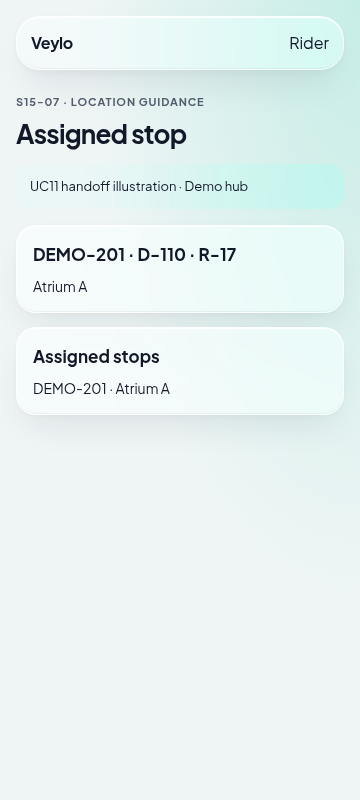 Veylo
Rider
S15-07 · LOCATION GUIDANCE
Assigned stop
UC11 handoff illustration · Demo hub
DEMO-201 · D-110 · R-17
Atrium A
Assigned stops
DEMO-201 · Atrium A